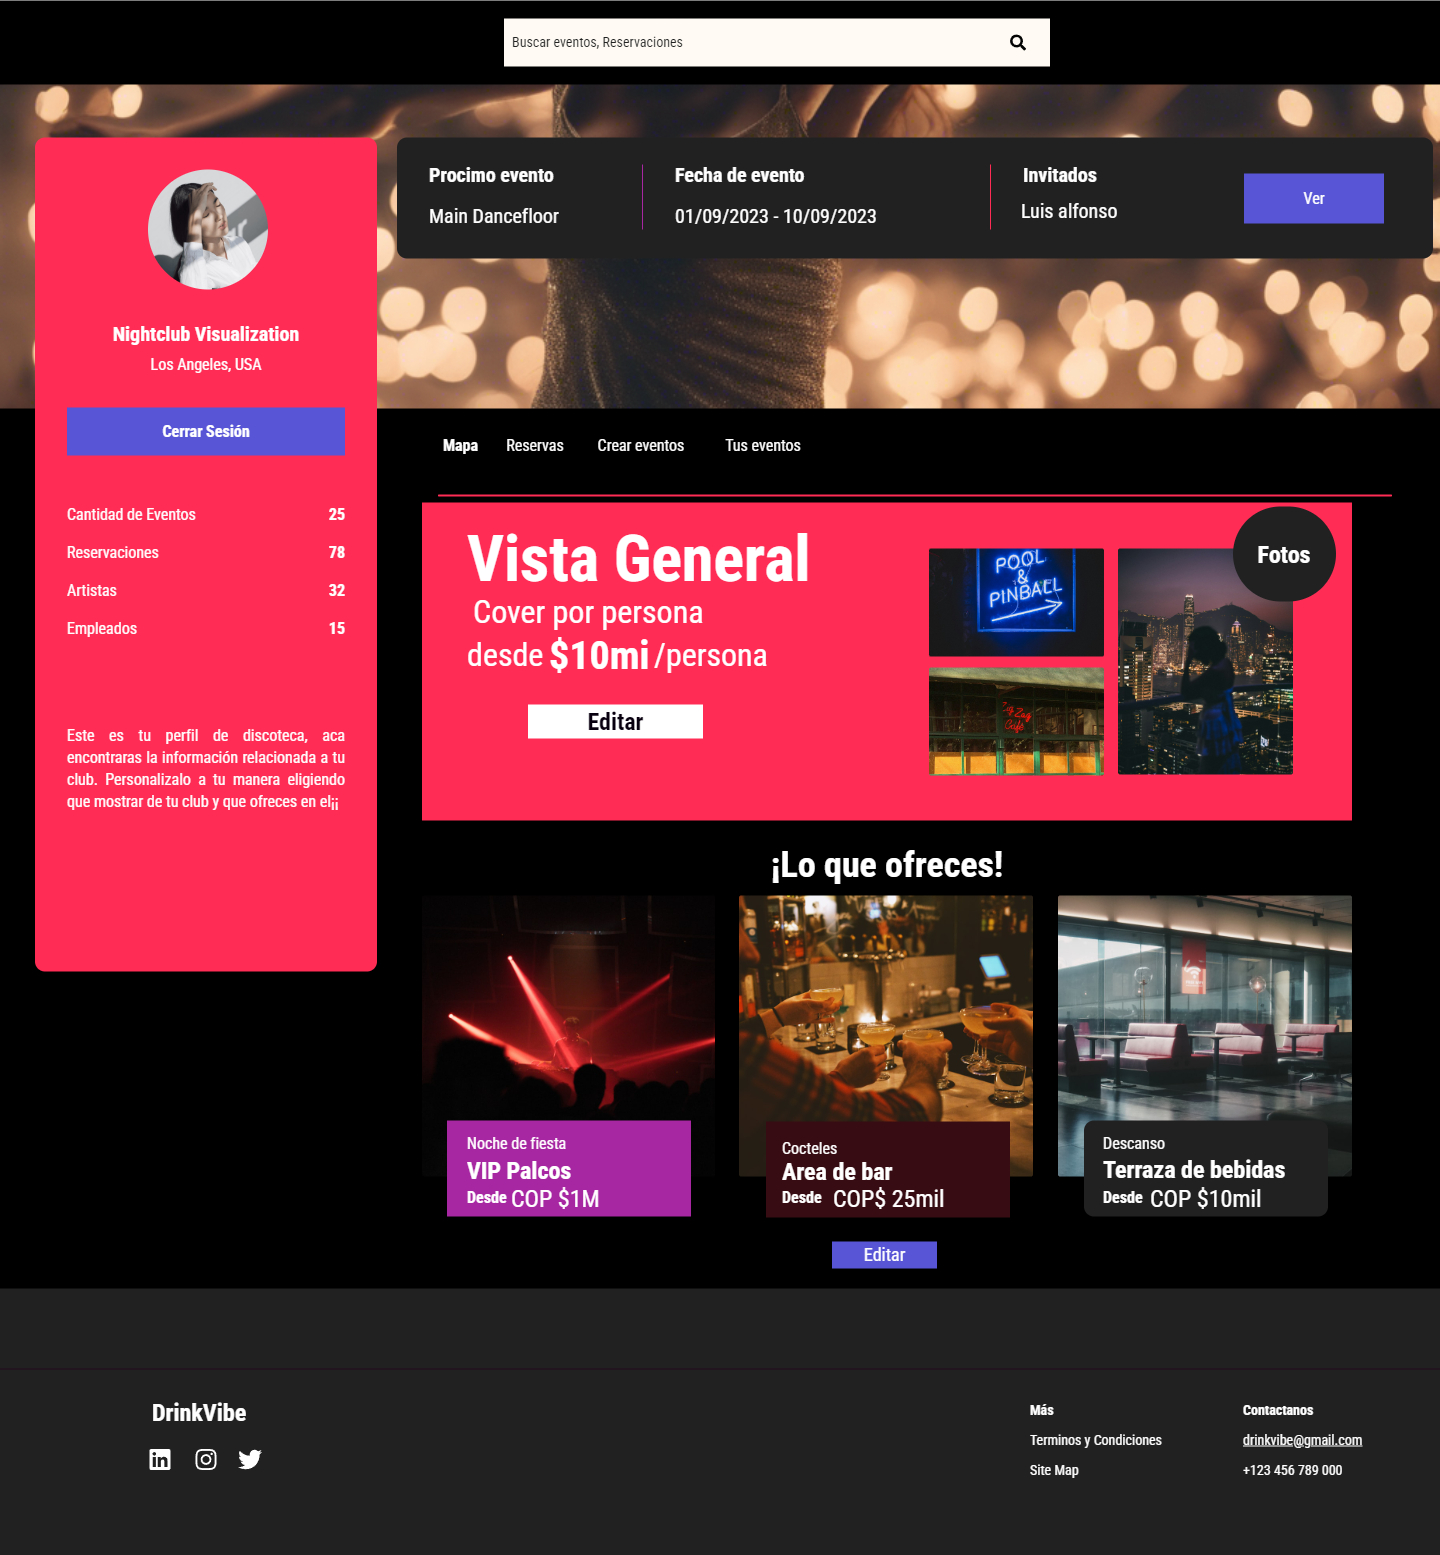 Buscar eventos, Reservaciones
Procimo evento
Main Dancefloor
Fecha de evento
01/09/2023 - 10/09/2023
Invitados
Luis alfonso
Ver
Nightclub Visualization
Los Angeles, USA
Cerrar Sesión
Cantidad de Eventos 25
Reservaciones 78
Artistas 32
Empleados 15
Este es tu perfil de discoteca, aca
encontraras la información relacionada a tu
club. Personalizalo a tu manera eligiendo
que mostrar de tu club y que ofreces en el¡¡
Mapa Reservas Crear eventos Tus eventos
Vista General
Cover por persona
desde $10mi /persona
Editar
POOL
&
PINBALL
Zig Zag
Café
Fotos
¡Lo que ofreces!
Noche de fiesta
VIP Palcos
Desde COP $1M
Cocteles
Area de bar
Desde COP$ 25mil
Descanso
Terraza de bebidas
Desde COP $10mil
Editar
DrinkVibe
Más
Terminos y Condiciones
Site Map
Contactanos
drinkvibe@gmail.com
+123 456 789 000